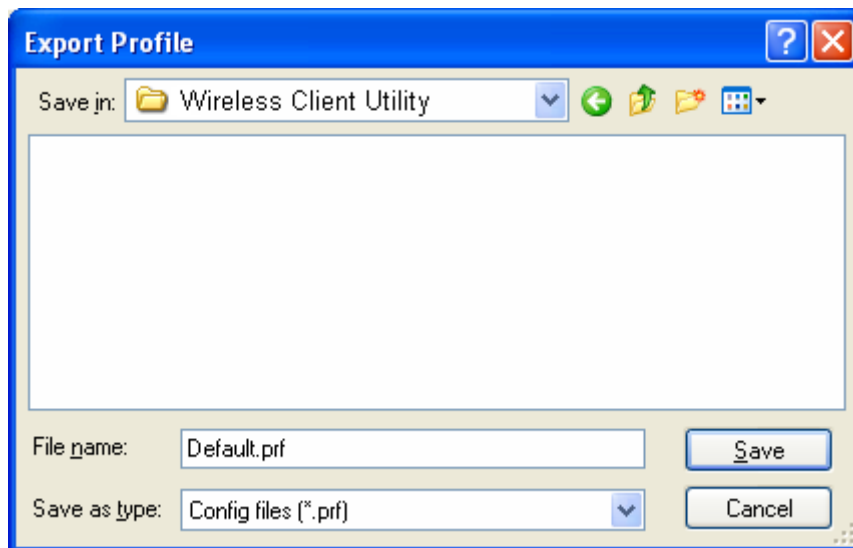 Export Profile
Save in: Wireless Client Utility
File name: Default.prf Save
Save as type: Config files (*.prf) Cancel